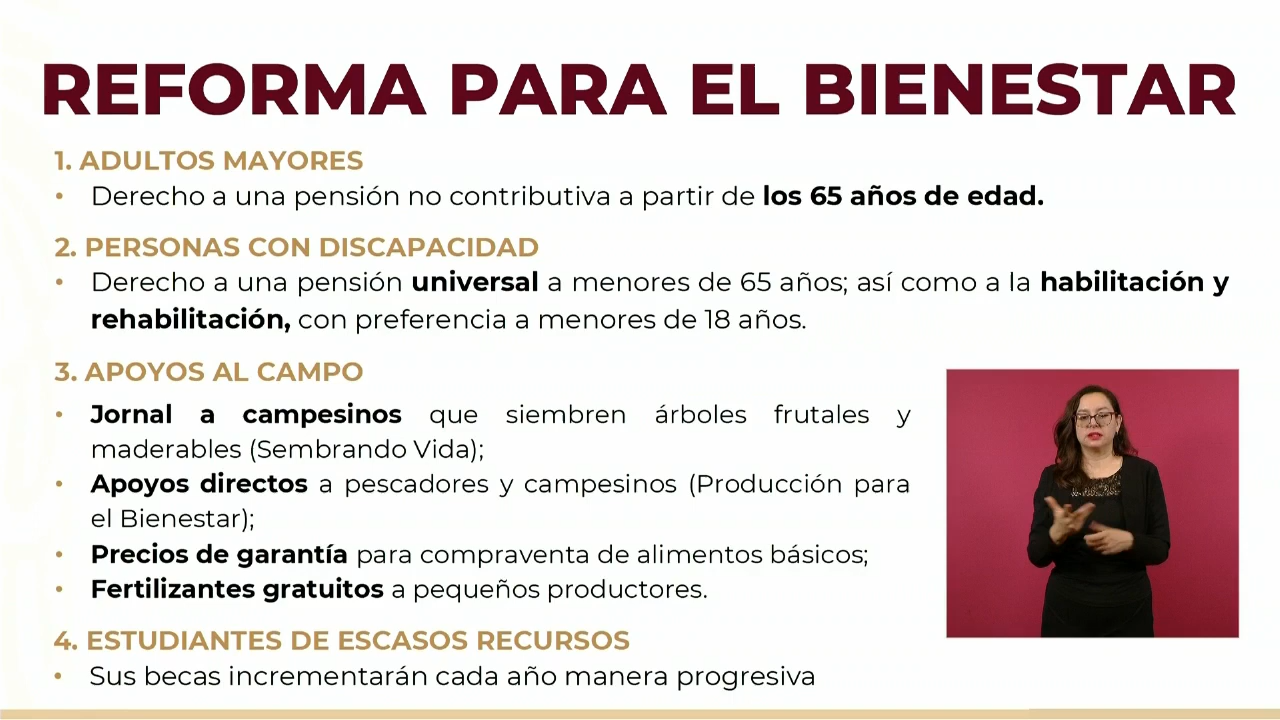 REFORMA PARA EL BIENESTAR
1. ADULTOS MAYORES
• Derecho a una pensión no contributiva a partir de los 65 años de edad.
2. PERSONAS CON DISCAPACIDAD
• Derecho a una pensión universal a menores de 65 años; así como a la habilitación y
rehabilitación, con preferencia a menores de 18 años.
3. APOYOS AL CAMPO
• Jornal a campesinos que siembren árboles frutales y
maderables (Sembrando Vida);
• Apoyos directos a pescadores y campesinos (Producción para
el Bienestar);
• Precios de garantía para compraventa de alimentos básicos;
• Fertilizantes gratuitos a pequeños productores.
4. ESTUDIANTES DE ESCASOS RECURSOS
• Sus becas incrementarán cada año manera progresiva